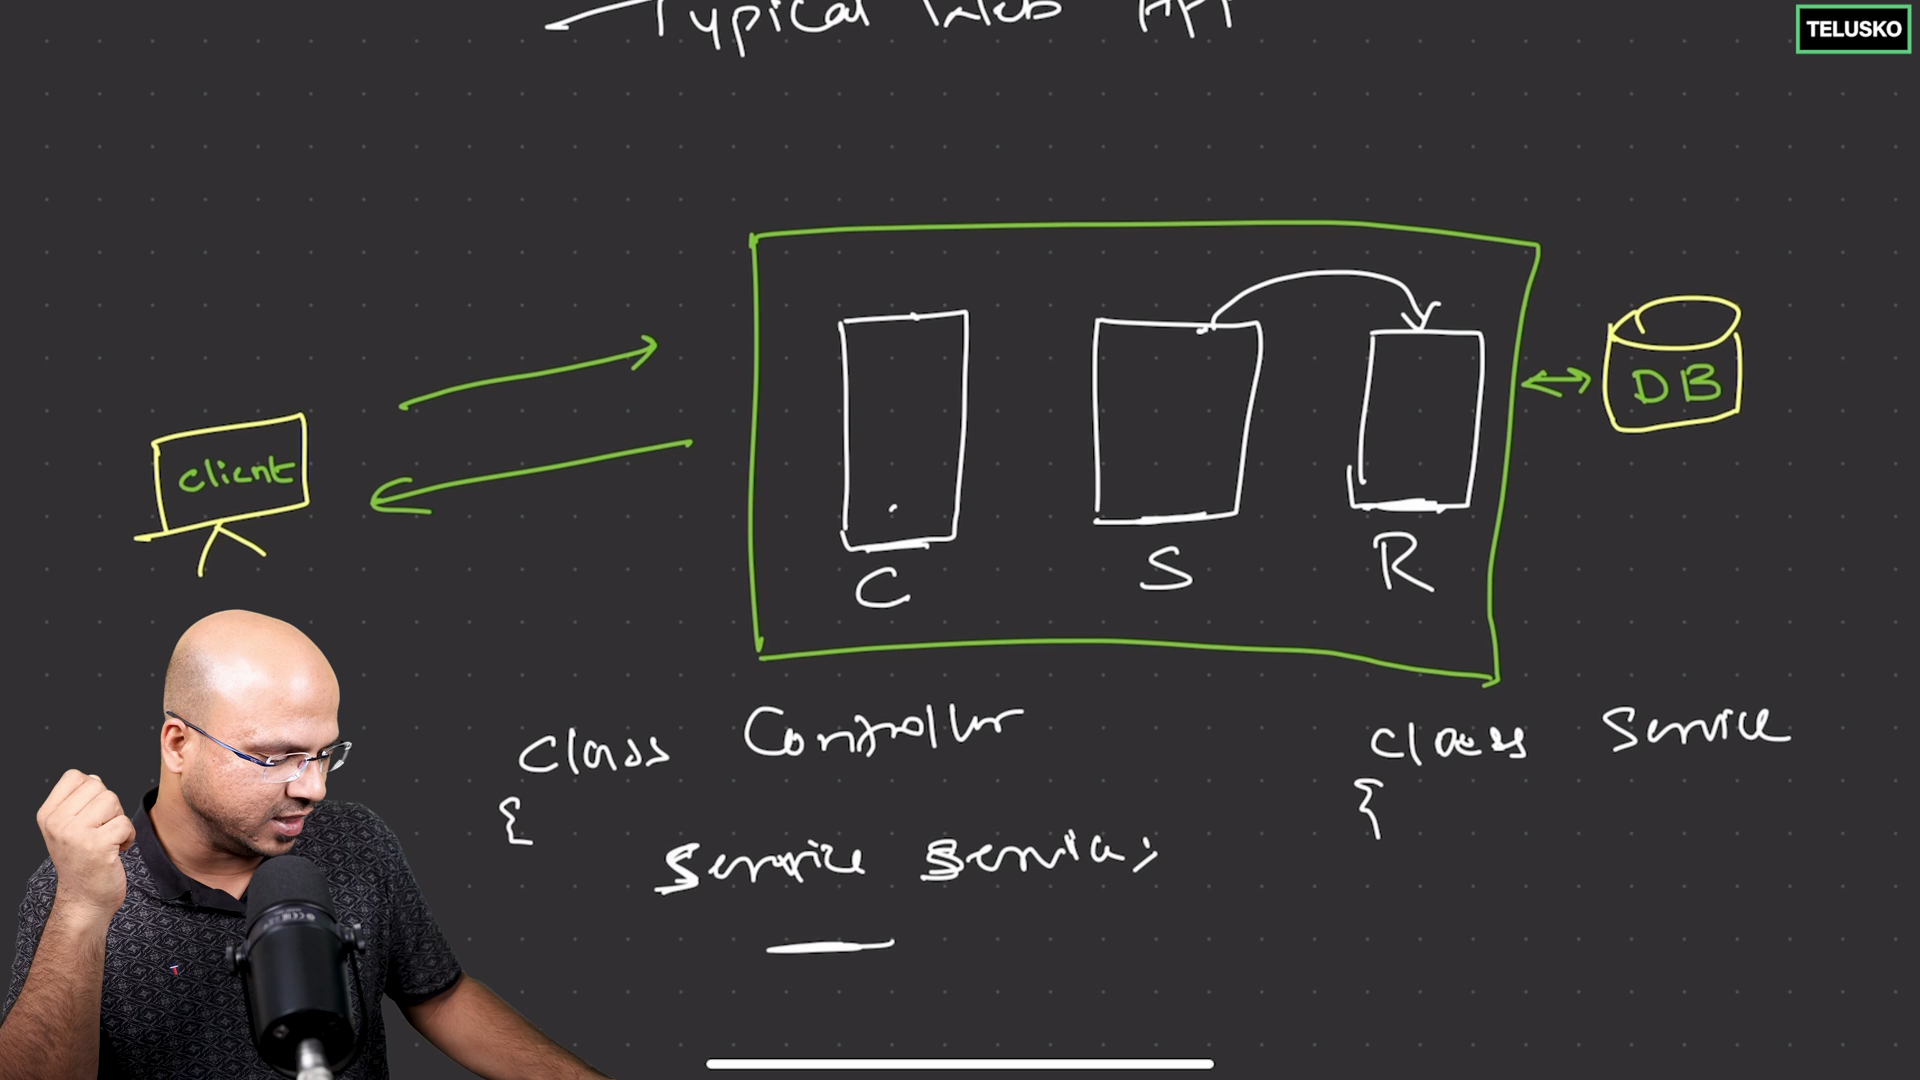 Typical Web API
TELUSKO
client
DB
C
S
R
Class Controller
{
Service Service;
class Service
{